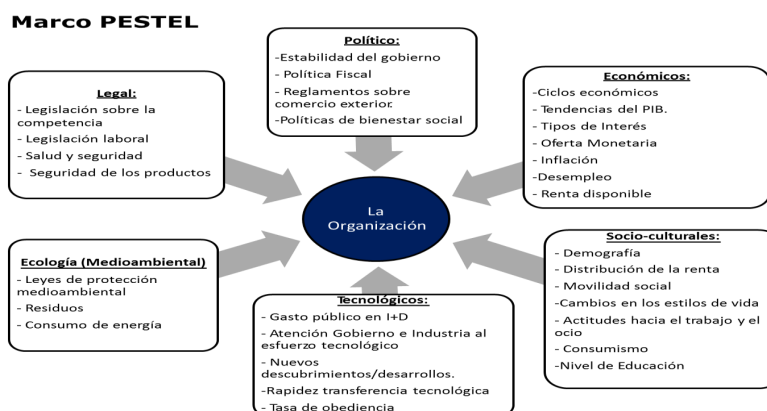 Marco PESTEL
Político:
-Estabilidad del gobierno
- Política Fiscal
- Reglamentos sobre
comercio exterior.
-Políticas de bienestar social
Legal:
- Legislación sobre la
competencia
- Legislación laboral
- Salud y seguridad
- Seguridad de los productos
Económicos:
-Ciclos económicos
- Tendencias del PIB.
- Tipos de Interés
- Oferta Monetaria
- Inflación
-Desempleo
- Renta disponible
La
Organización
Ecología (Medioambiental)
- Leyes de protección
medioambiental
- Residuos
- Consumo de energía
Socio-culturales:
- Demografía
- Distribución de la renta
- Movilidad social
-Cambios en los estilos de vida
- Actitudes hacia el trabajo y el
ocio
- Consumismo
-Nivel de Educación
Tecnológicos:
- Gasto público en I+D
- Atención Gobierno e Industria al
esfuerzo tecnológico
- Nuevos
descubrimientos/desarrollos.
-Rapidez transferencia tecnológica
- Tasa de obediencia